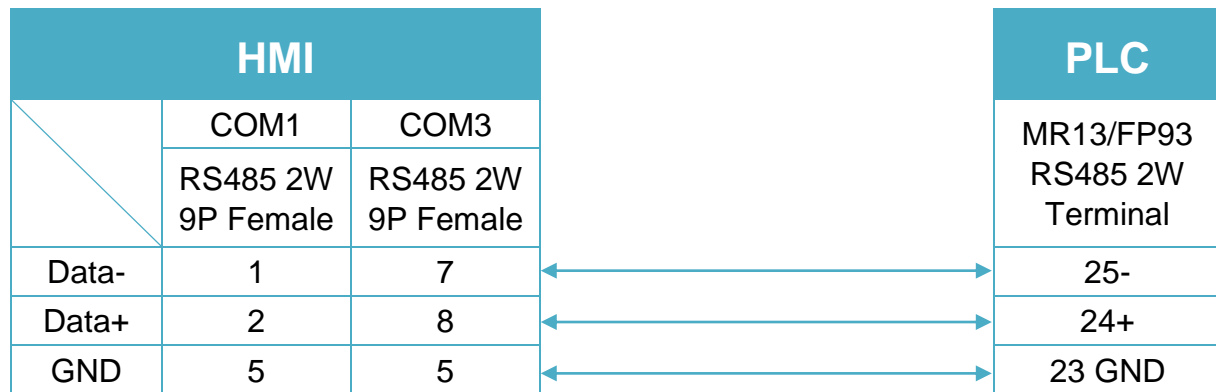 HMI
PLC
COM1 COM3
RS485 2W RS485 2W
9P Female 9P Female
MR13/FP93
RS485 2W
Terminal
Data- 1 7 25-
Data+ 2 8 24+
GND 5 5 23 GND